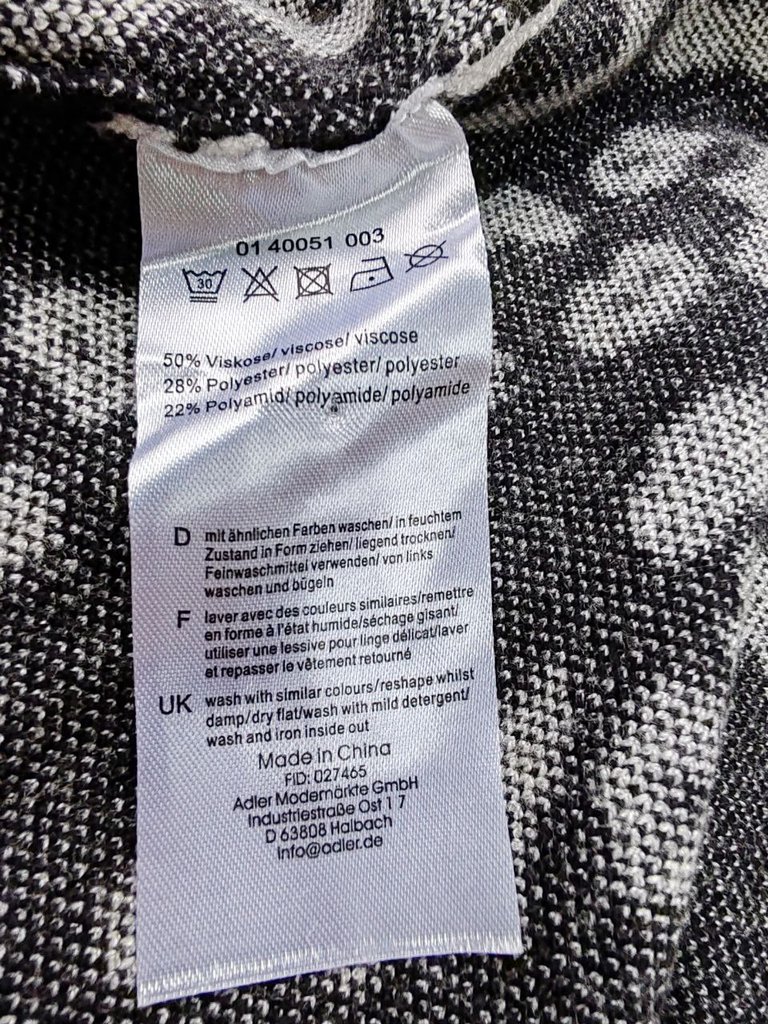 01 40051 003
30
50% Viskose/ viscose/ viscose
28% Polyester/ polyester/ polyester
22% Polyamid/ polyamide/ polyamide
D mit ähnlichen Farben waschen/ in feuchtem
Zustand in Form ziehen/ liegend trocknen/
Feinwaschmittel verwenden/ von links
waschen und bügeln
F laver avec des couleurs similaires/remettre
en forme à l'état humide/séchage gisant/
utiliser une lessive pour linge délicat/laver
et repasser le vêtement retourné
UK wash with similar colours/reshape whilst
damp/dry flat/wash with mild detergent/
wash and iron inside out
Made in China
FID: 027465
Adler Modemärkte GmbH
Industriestraße Ost 1 7
D 63808 Haibach
info@adler.de